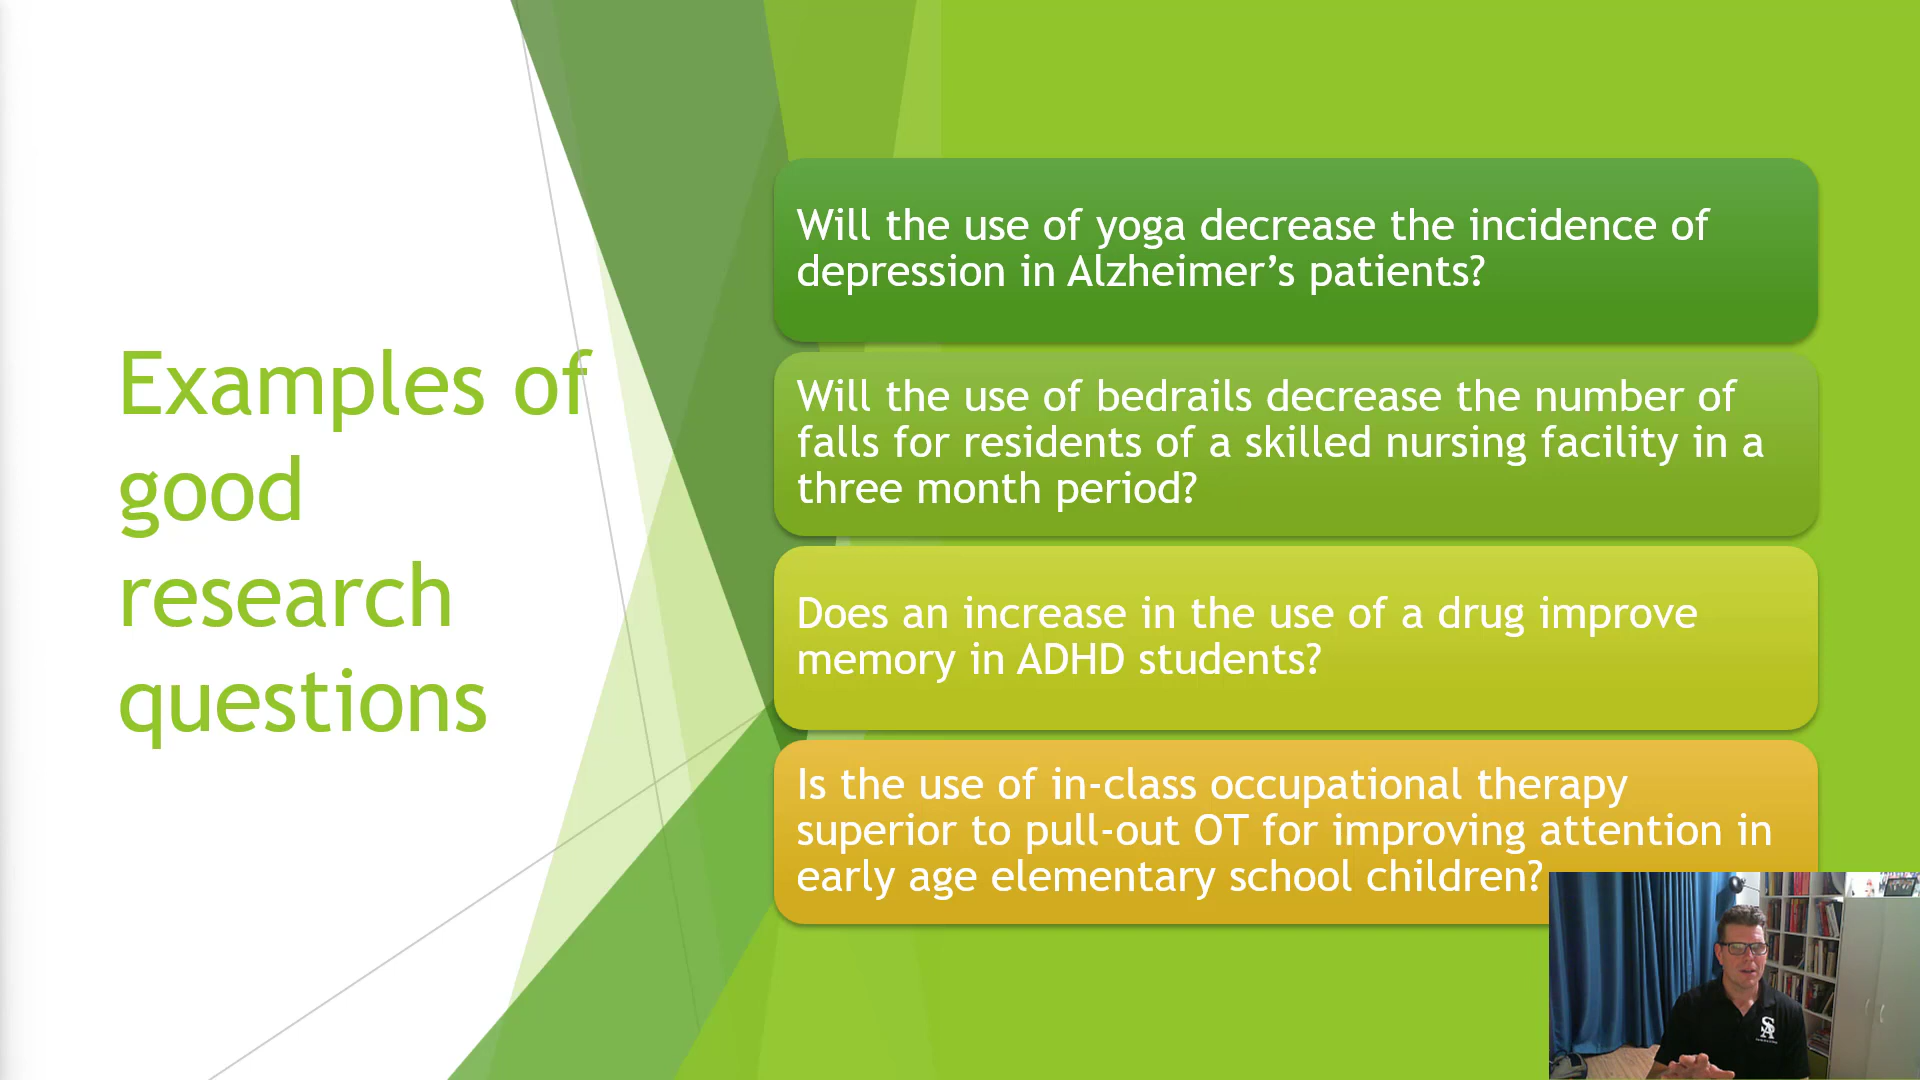 Examples of
good
research
questions
Will the use of yoga decrease the incidence of
depression in Alzheimer’s patients?
Will the use of bedrails decrease the number of
falls for residents of a skilled nursing facility in a
three month period?
Does an increase in the use of a drug improve
memory in ADHD students?
Is the use of in-class occupational therapy
superior to pull-out OT for improving attention in
early age elementary school children?
SA